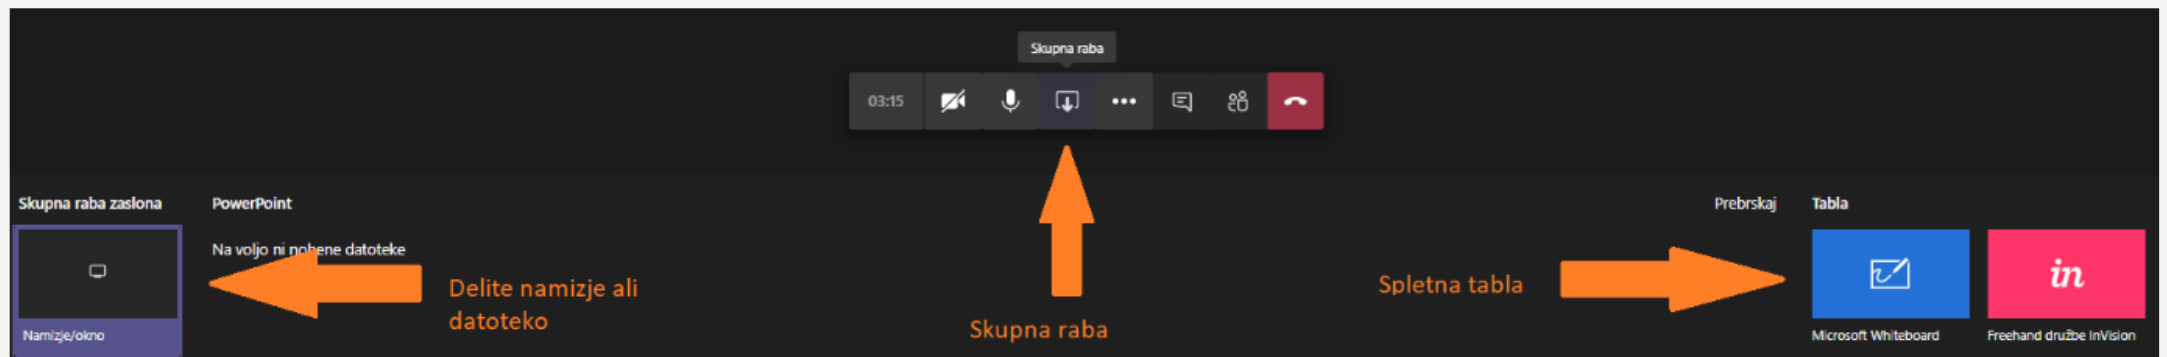 Skupna raba
03:15
Skupna raba zaslona
PowerPoint
Prebrskaj
Tabla
Na voljo ni nobene datoteke
in
Delite namizje ali
datoteko
Skupna raba
Spletna tabla
Namizje/okno
Microsoft Whiteboard
Freehand družbe InVision